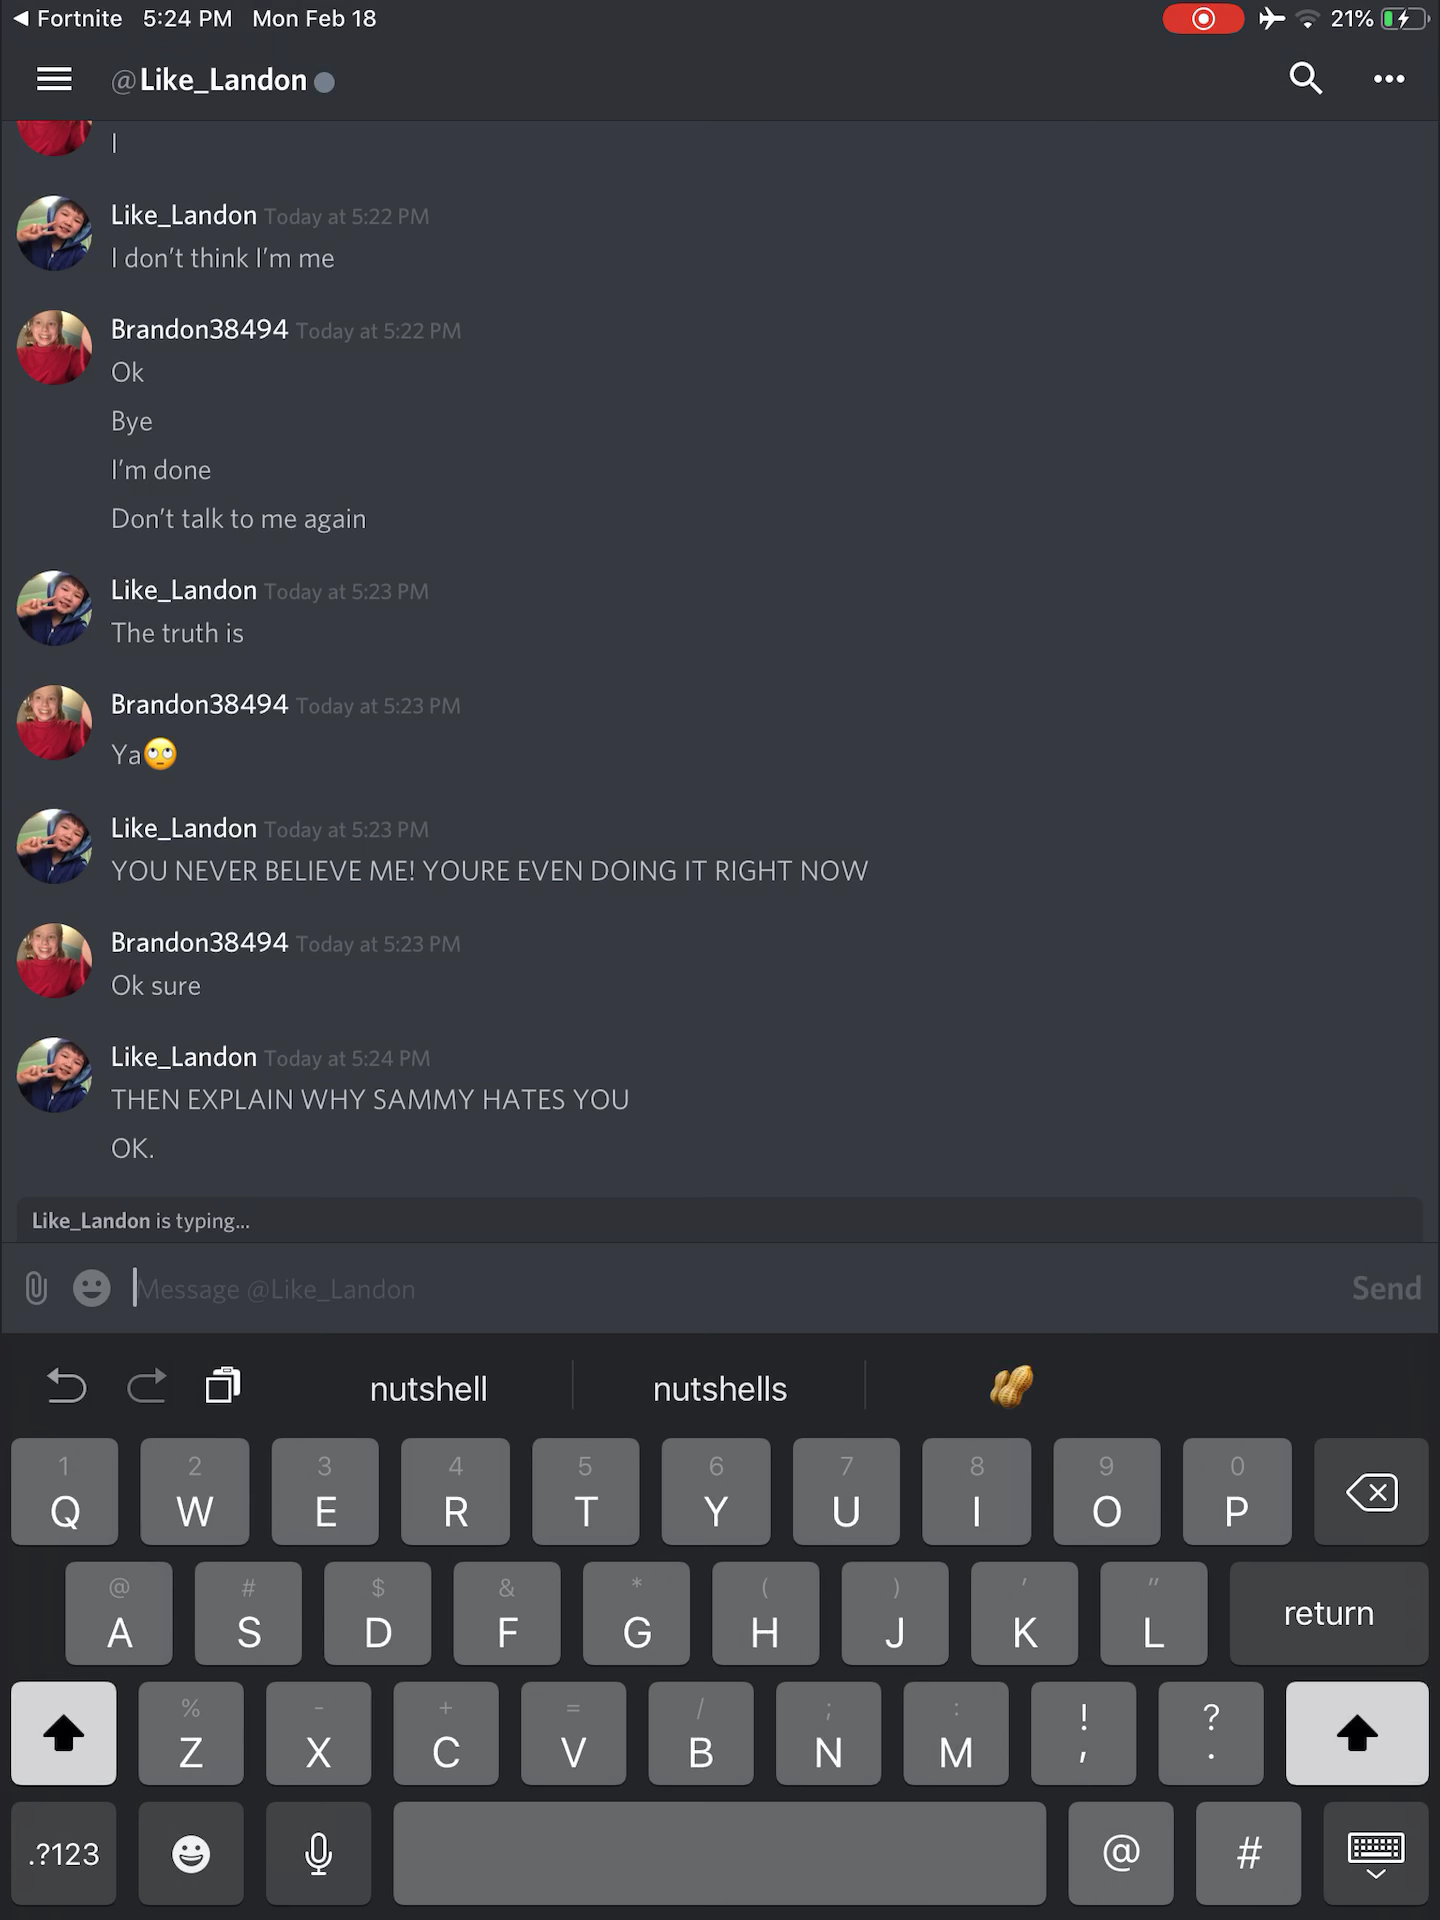 Fortnite 5:24 PM Mon Feb 18 21%
@Like_Landon
I
Like_Landon Today at 5:22 PM
I don't think I'm me
Brandon38494 Today at 5:22 PM
Ok
Bye
I'm done
Don't talk to me again
Like_Landon Today at 5:23 PM
The truth is
Brandon38494 Today at 5:23 PM
Ya🙄
Like_Landon Today at 5:23 PM
YOU NEVER BELIEVE ME! YOURE EVEN DOING IT RIGHT NOW
Brandon38494 Today at 5:23 PM
Ok sure
Like_Landon Today at 5:24 PM
THEN EXPLAIN WHY SAMMY HATES YOU
OK.
Like_Landon is typing...
Message @Like_Landon Send
nutshell nutshells 🥜
1 2 3 4 5 6 7 8 9 0
Q W E R T Y U I O P
@ # $ & * ( ) ' "
A S D F G H J K L return
% - + = / ; : ! ?
Z X C V B N M , .
.?123 @ #